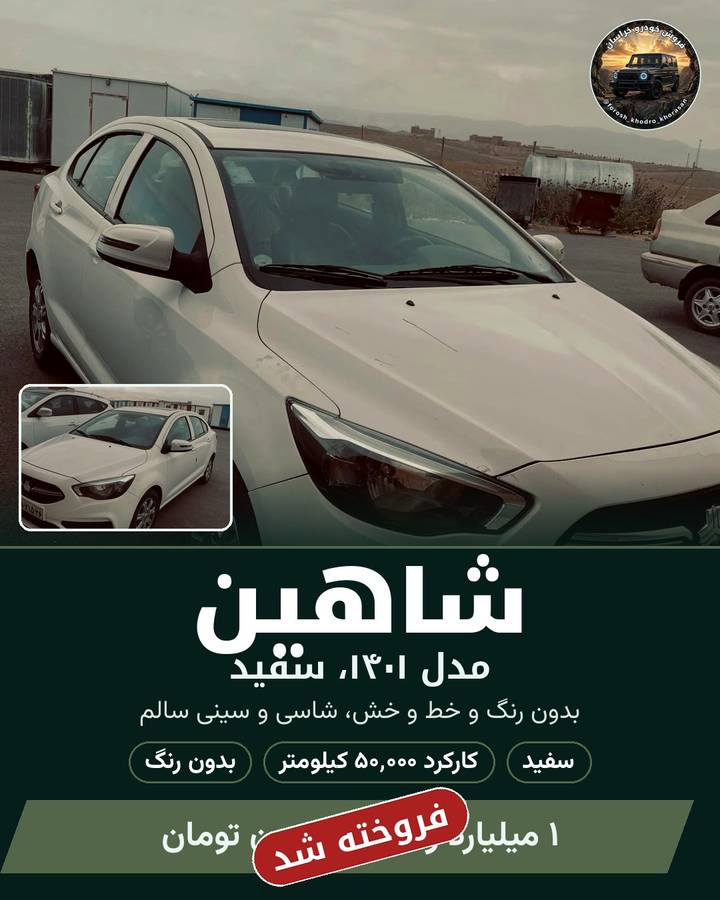 فروش خودرو خراسان
forosh_khodro_khorasan
شاهین
مدل ۱۴۰۱، سفید
بدون رنگ و خط و خش، شاسی و سینی سالم
سفید
کارکرد ۵۰,۰۰۰ کیلومتر
بدون رنگ
۱ میلیارد تومان
فروخته شد